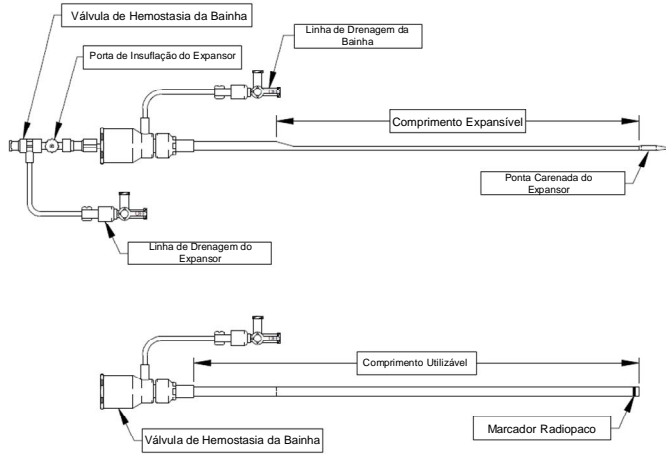 Válvula de Hemostasia da Bainha
Linha de Drenagem da
Bainha
Porta de Insuflação do Expansor
Comprimento Expansível
Ponta Carenada do
Expansor
Linha de Drenagem do
Expansor
Comprimento Utilizável
Marcador Radiopaco
Válvula de Hemostasia da Bainha